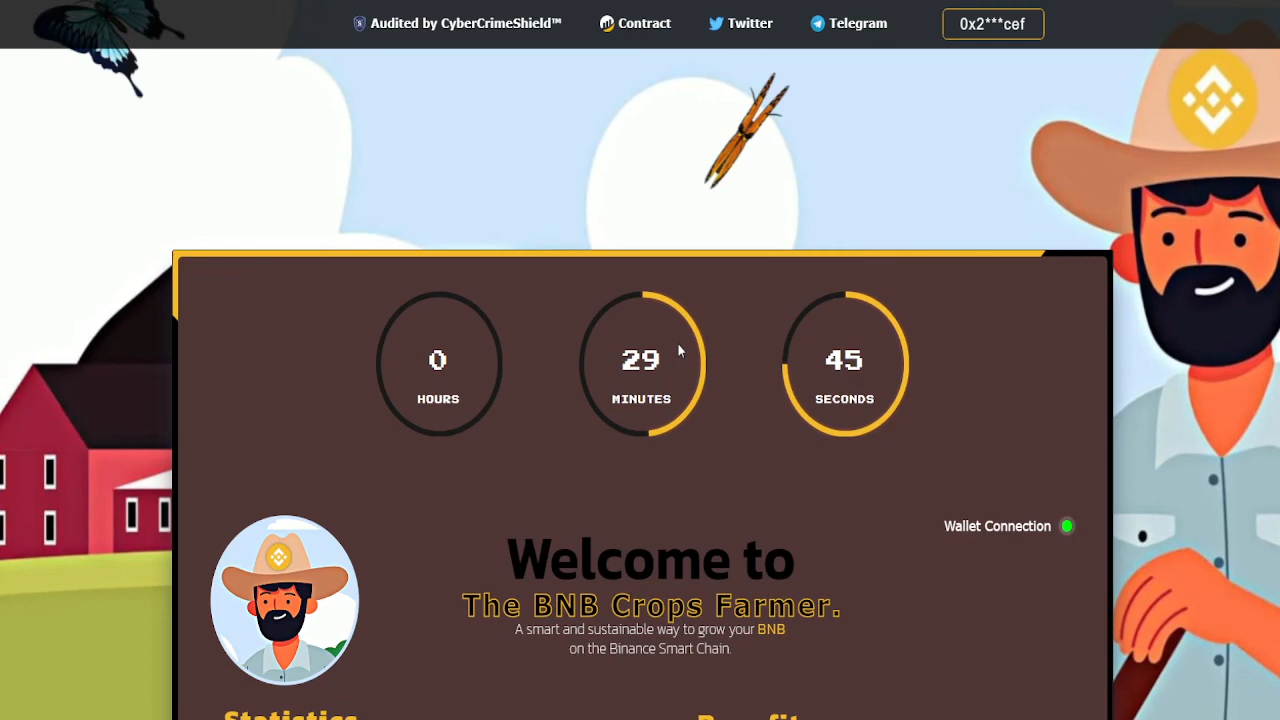 Audited by CyberCrimeShield™ Contract Twitter Telegram 0x2***cef
0 29 45
HOURS MINUTES SECONDS
Wallet Connection
Welcome to
The BNB Crops Farmer.
A smart and sustainable way to grow your BNB
on the Binance Smart Chain.
Statistics